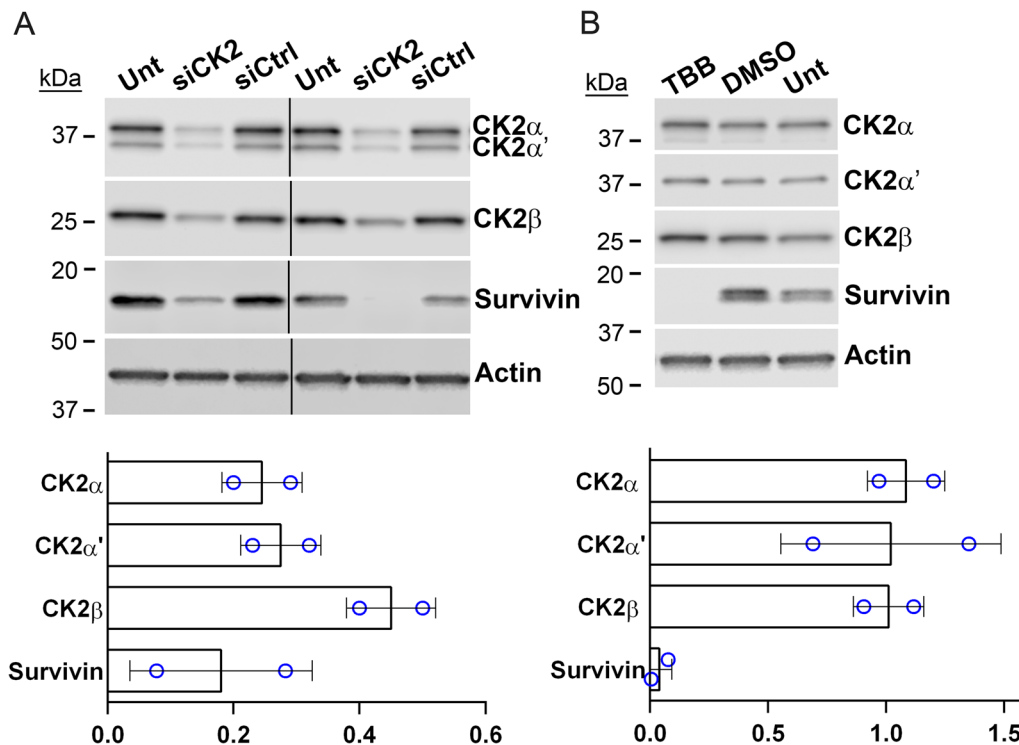 A
kDa
Unt siCK2 siCtrl Unt siCK2 siCtrl
37
CK2α
CK2α’
25
CK2β
20
Survivin
50
Actin
37
CK2α
CK2α'
CK2β
Survivin
0.0 0.2 0.4 0.6
B
kDa
TBB DMSO Unt
37
CK2α
37
CK2α’
25
CK2β
20
Survivin
37
Actin
50
CK2α
CK2α'
CK2β
Survivin
0.0 0.5 1.0 1.5